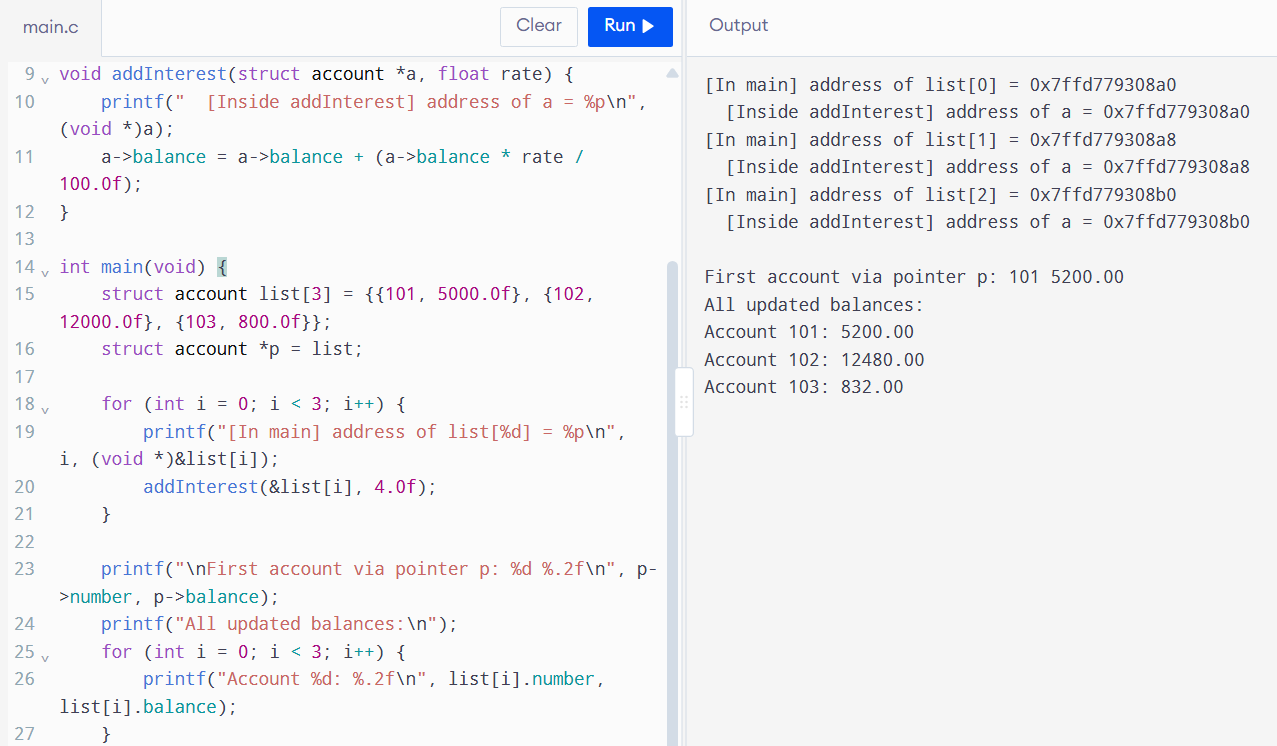 main.c
Clear
Run
Output
9 void addInterest(struct account *a, float rate) {
10     printf("  [Inside addInterest] address of a = %p\n",
(void *)a);
11     a->balance = a->balance + (a->balance * rate /
100.0f);
12 }
13
14 int main(void) {
15     struct account list[3] = {{101, 5000.0f}, {102,
12000.0f}, {103, 800.0f}};
16     struct account *p = list;
17
18     for (int i = 0; i < 3; i++) {
19         printf("[In main] address of list[%d] = %p\n",
i, (void *)&list[i]);
20         addInterest(&list[i], 4.0f);
21     }
22
23     printf("\nFirst account via pointer p: %d %.2f\n", p-
>number, p->balance);
24     printf("All updated balances:\n");
25     for (int i = 0; i < 3; i++) {
26         printf("Account %d: %.2f\n", list[i].number,
list[i].balance);
27     }
[In main] address of list[0] = 0x7ffd779308a0
  [Inside addInterest] address of a = 0x7ffd779308a0
[In main] address of list[1] = 0x7ffd779308a8
  [Inside addInterest] address of a = 0x7ffd779308a8
[In main] address of list[2] = 0x7ffd779308b0
  [Inside addInterest] address of a = 0x7ffd779308b0

First account via pointer p: 101 5200.00
All updated balances:
Account 101: 5200.00
Account 102: 12480.00
Account 103: 832.00